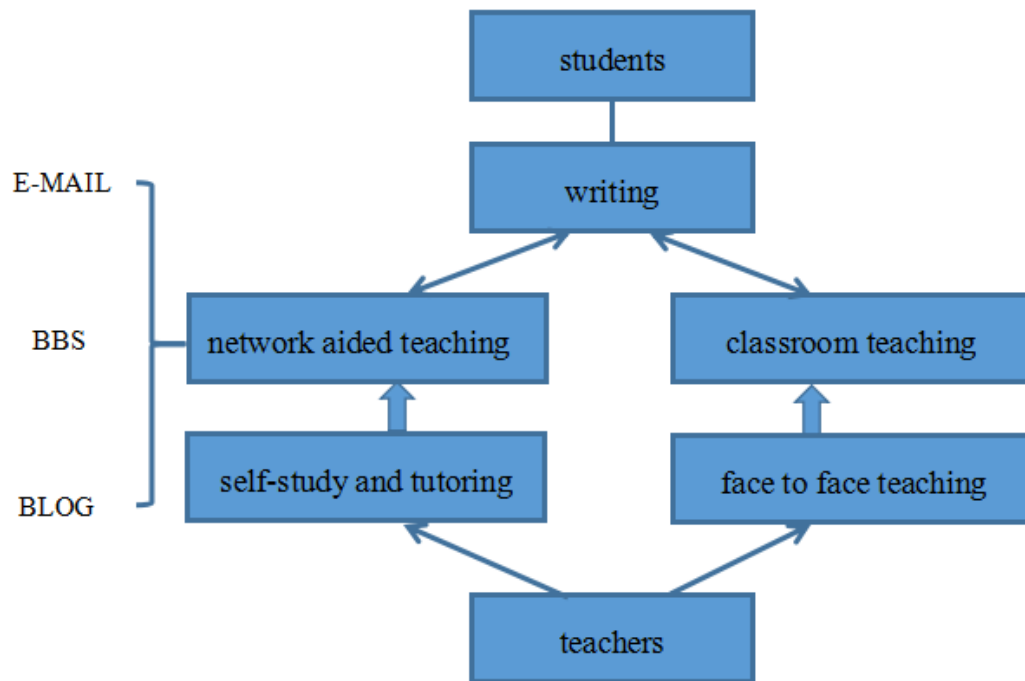 students
writing
E-MAIL
network aided teaching
classroom teaching
BBS
self-study and tutoring
face to face teaching
BLOG
teachers